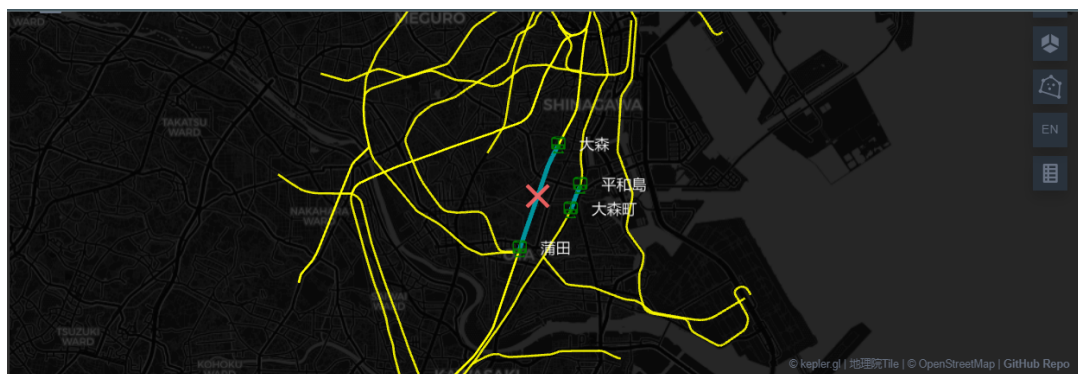 MEGURO
WARD
TAKATSU
WARD
SHINAGAWA
大森
平和島
大森町
蒲田
NAKAHARA
WARD
WARD
TSUZUKI
WARD
KOHOKU
EN
© kepler.gl | 地理院Tile | © OpenStreetMap | GitHub Repo